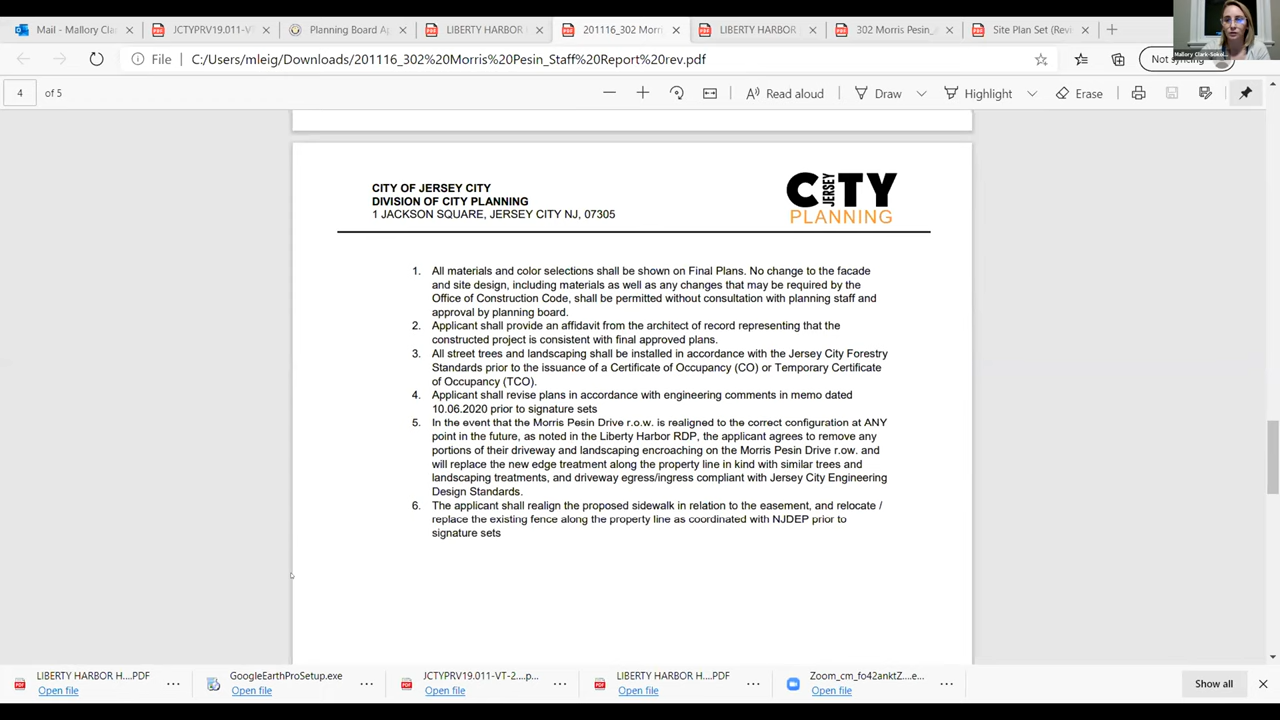 Mail - Mallory Clar
JCTYPRV19.011-VT-
Planning Board A
LIBERTY HARBOR
201116_302 Morri
LIBERTY HARBOR
302 Morris Pesin_
Site Plan Set (Rev
File
C:/Users/mleig/Downloads/201116_302%20Morris%20Pesin_Staff%20Report%20rev.pdf
Not syncing
Mallory Clark-Sokol...
4 of 5
Read aloud
Draw
Highlight
Erase
CITY OF JERSEY CITY
DIVISION OF CITY PLANNING
1 JACKSON SQUARE, JERSEY CITY NJ, 07305
JERSEY CITY
PLANNING
1. All materials and color selections shall be shown on Final Plans. No change to the facade
and site design, including materials as well as any changes that may be required by the
Office of Construction Code, shall be permitted without consultation with planning staff and
approval by planning board.
2. Applicant shall provide an affidavit from the architect of record representing that the
constructed project is consistent with final approved plans.
3. All street trees and landscaping shall be installed in accordance with the Jersey City Forestry
Standards prior to the issuance of a Certificate of Occupancy (CO) or Temporary Certificate
of Occupancy (TCO).
4. Applicant shall revise plans in accordance with engineering comments in memo dated
10.06.2020 prior to signature sets
5. In the event that the Morris Pesin Drive r.o.w. is realigned to the correct configuration at ANY
point in the future, as noted in the Liberty Harbor RDP, the applicant agrees to remove any
portions of their driveway and landscaping encroaching on the Morris Pesin Drive r.ow. and
will replace the new edge treatment along the property line in kind with similar trees and
landscaping treatments, and driveway egress/ingress compliant with Jersey City Engineering
Design Standards.
6. The applicant shall realign the proposed sidewalk in relation to the easement, and relocate /
replace the existing fence along the property line as coordinated with NJDEP prior to
signature sets
LIBERTY HARBOR H....PDF
Open file
GoogleEarthProSetup.exe
Open file
JCTYPRV19.011-VT-2....p...
Open file
LIBERTY HARBOR H....PDF
Open file
Zoom_cm_fo42anktZ....e...
Open file
Show all